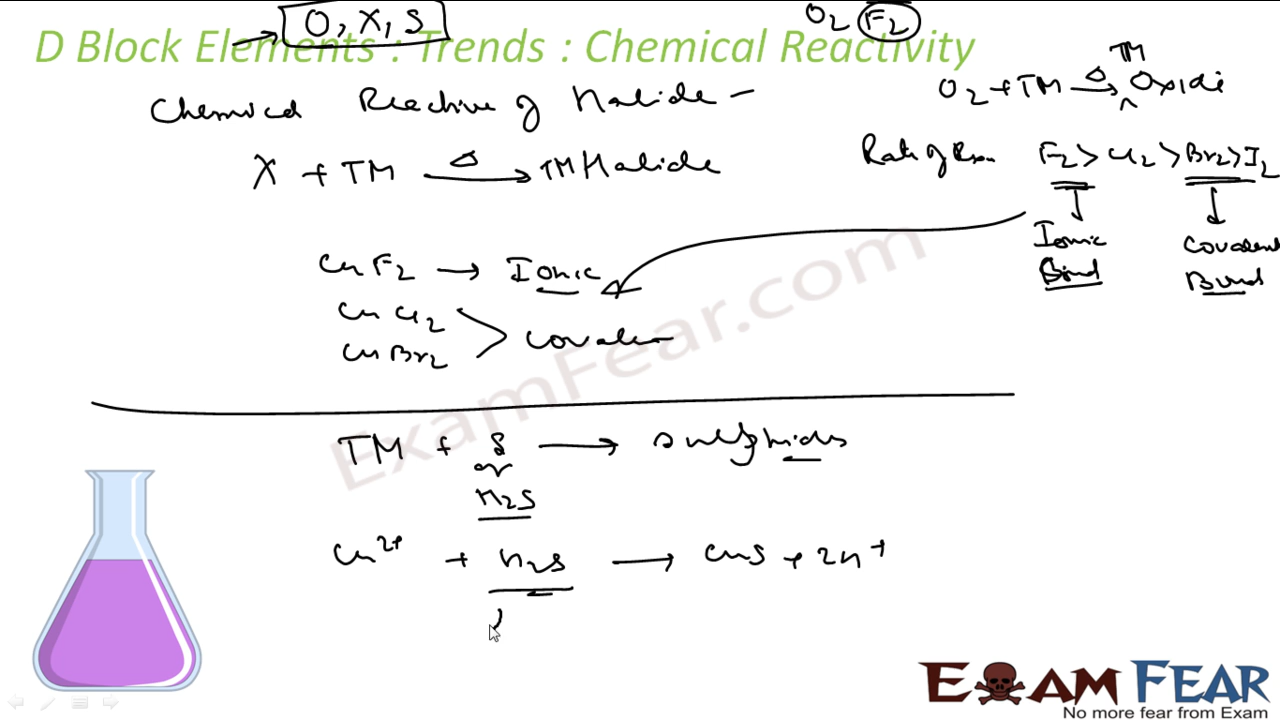 O, X, S
O2 F2
D Block Elements : Trends : Chemical Reactivity
Chemical Reactive of Halide –
O2 + TM Δ→ TM Oxide
X + TM Δ→ TM Halide
Rate of Rxn F2 > Cl2 > Br2 > I2
Ionic Bond
Covalent Bond
CuF2 → Ionic
CuCl2
CuBr2
Covalen
TM + S → sulphides
or
H2S
Cu2+ + H2S → CuS + 2H+
ExamFear.com
EXAM FEAR
No more fear from Exam